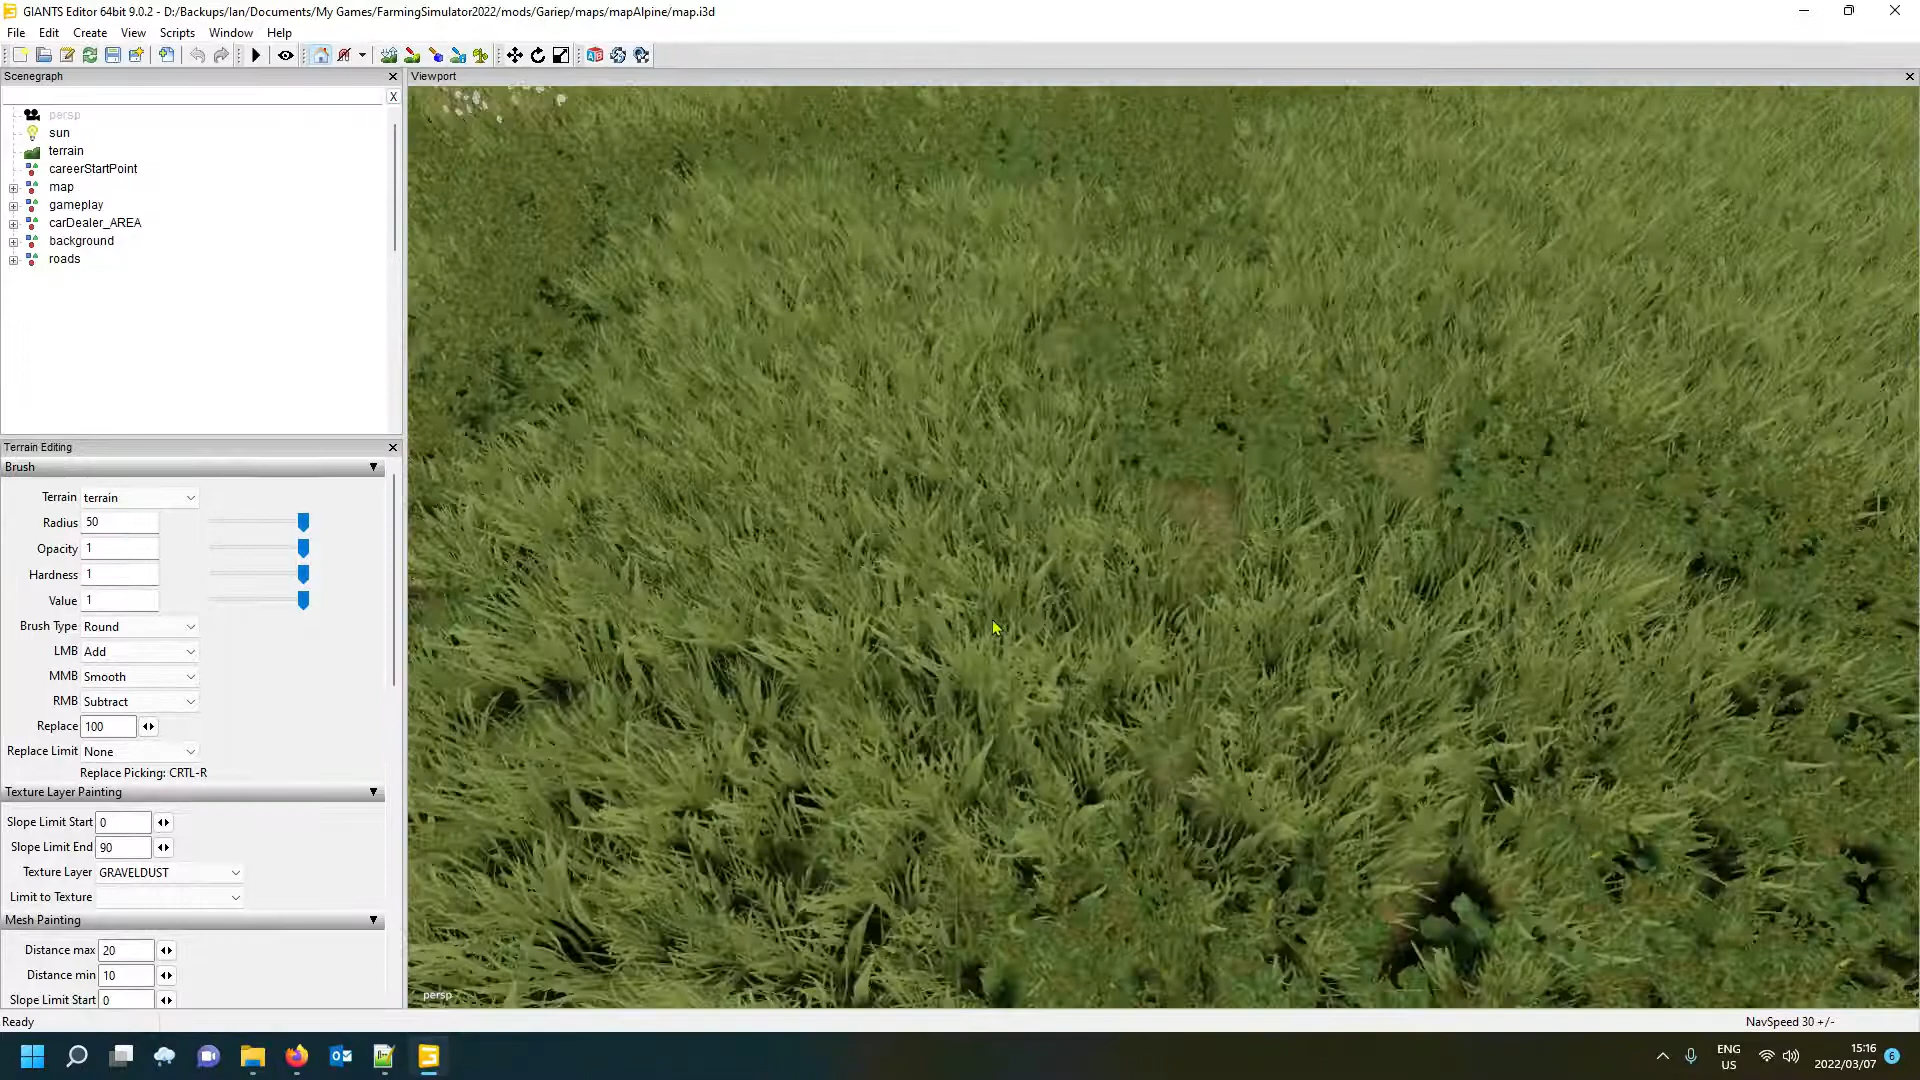 GIANTS Editor 64bit 9.0.2 - D:/Backups/Ian/Documents/My Games/FarmingSimulator2022/mods/Gariep/maps/mapAlpine/map.i3d
File Edit Create View Scripts Window Help
Scenegraph
Viewport
X
persp
sun
terrain
careerStartPoint
map
gameplay
carDealer_AREA
background
roads
Terrain Editing
Brush
Terrain terrain
Radius 50
Opacity 1
Hardness 1
Value 1
Brush Type Round
LMB Add
MMB Smooth
RMB Subtract
Replace 100
Replace Limit None
Replace Picking: CRTL-R
Texture Layer Painting
Slope Limit Start 0
Slope Limit End 90
Texture Layer GRAVELDUST
Limit to Texture
Mesh Painting
Distance max 20
Distance min 10
Slope Limit Start 0
persp
Ready
NavSpeed 30 +/-
ENG
US
15:16
2022/03/07
6